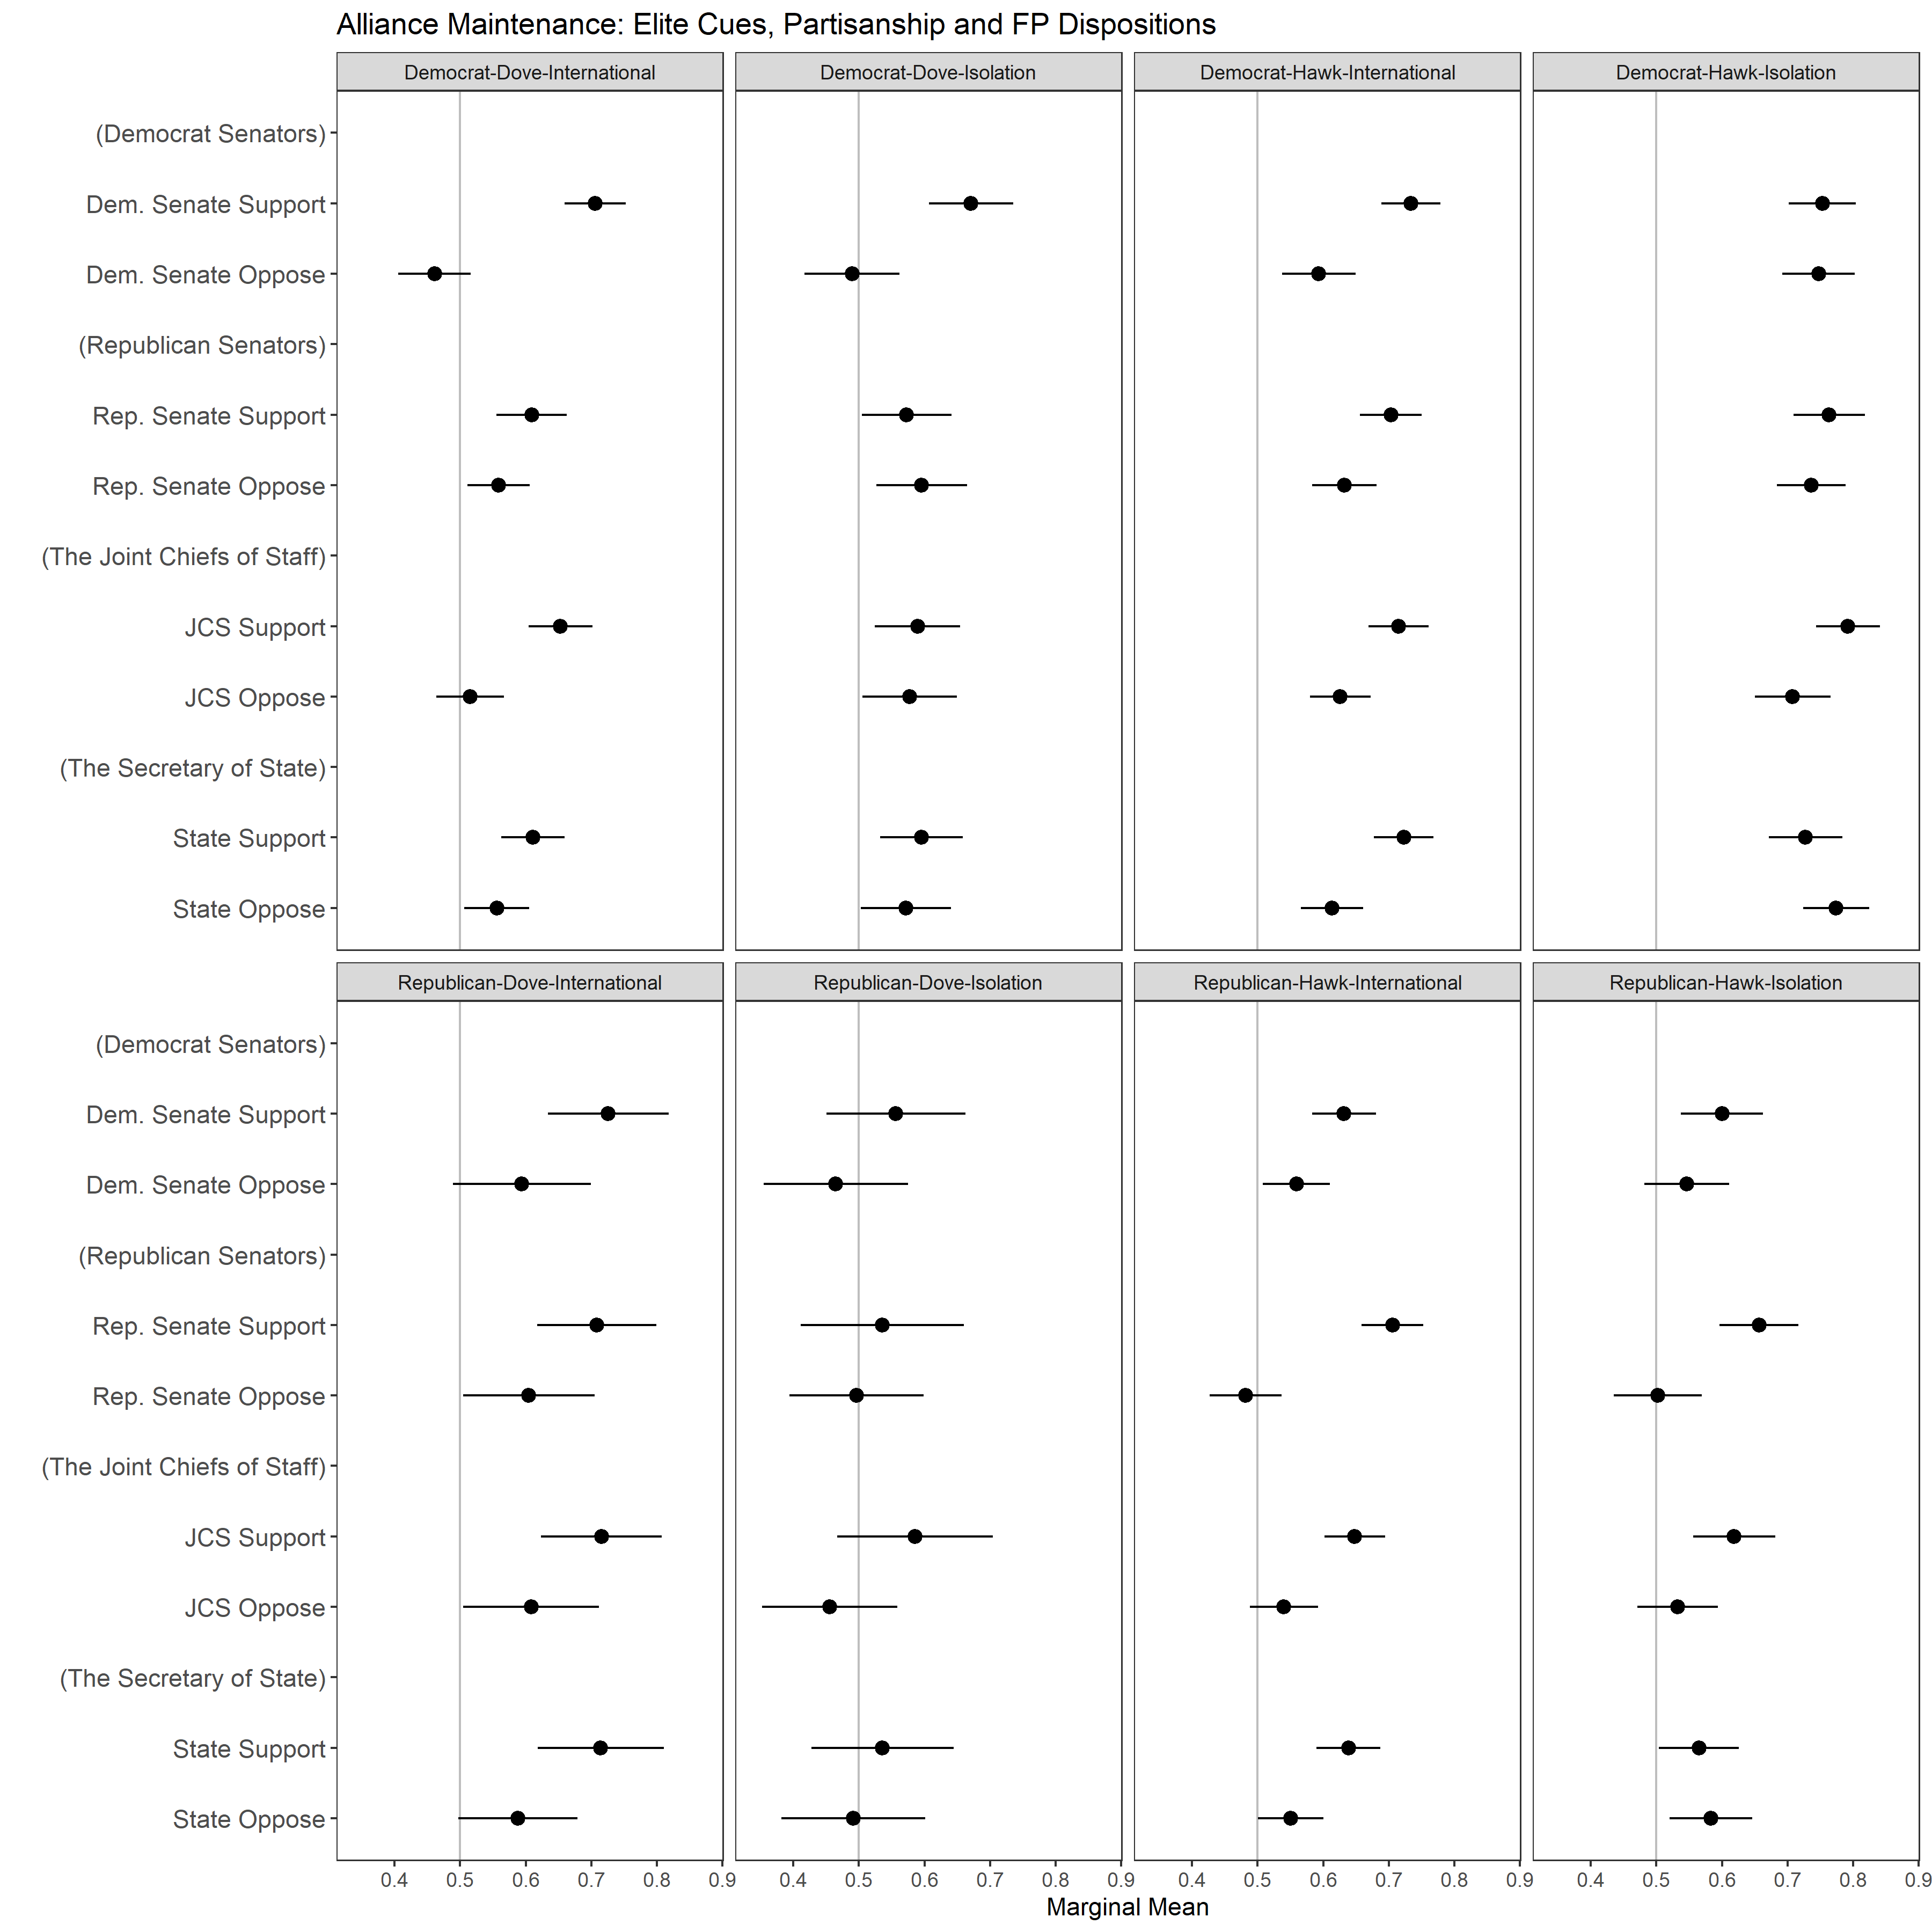 Alliance Maintenance: Elite Cues, Partisanship and FP Dispositions
Democrat-Dove-International
Democrat-Dove-Isolation
Democrat-Hawk-International
Democrat-Hawk-Isolation
(Democrat Senators)
Dem. Senate Support
Dem. Senate Oppose
(Republican Senators)
Rep. Senate Support
Rep. Senate Oppose
(The Joint Chiefs of Staff)
JCS Support
JCS Oppose
(The Secretary of State)
State Support
State Oppose
Republican-Dove-International
Republican-Dove-Isolation
Republican-Hawk-International
Republican-Hawk-Isolation
(Democrat Senators)
Dem. Senate Support
Dem. Senate Oppose
(Republican Senators)
Rep. Senate Support
Rep. Senate Oppose
(The Joint Chiefs of Staff)
JCS Support
JCS Oppose
(The Secretary of State)
State Support
State Oppose
0.4 0.5 0.6 0.7 0.8 0.9 0.4 0.5 0.6 0.7 0.8 0.9 0.4 0.5 0.6 0.7 0.8 0.9 0.4 0.5 0.6 0.7 0.8 0.9
Marginal Mean